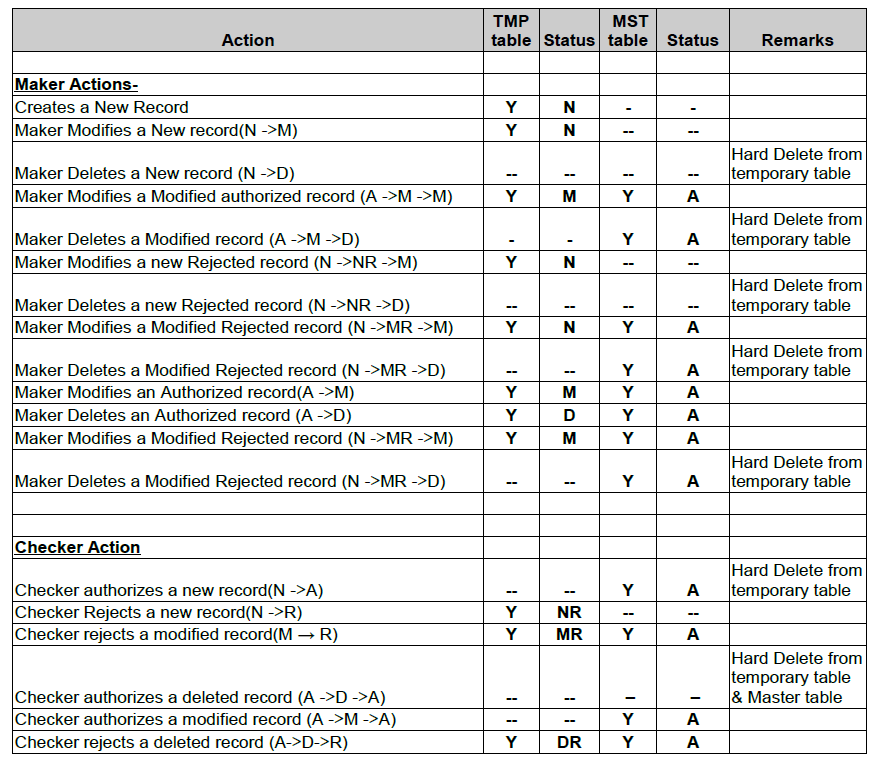 Action TMP table Status MST table Status Remarks
Maker Actions-
Creates a New Record Y N - -
Maker Modifies a New record(N ->M) Y N -- --
Maker Deletes a New record (N ->D) -- -- -- -- Hard Delete from temporary table
Maker Modifies a Modified authorized record (A ->M ->M) Y M Y A
Maker Deletes a Modified record (A ->M ->D) - - Y A Hard Delete from temporary table
Maker Modifies a new Rejected record (N ->NR ->M) Y N -- --
Maker Deletes a new Rejected record (N ->NR ->D) -- -- -- -- Hard Delete from temporary table
Maker Modifies a Modified Rejected record (N ->MR ->M) Y N Y A
Maker Deletes a Modified Rejected record (N ->MR ->D) -- -- Y A Hard Delete from temporary table
Maker Modifies an Authorized record(A ->M) Y M Y A
Maker Deletes an Authorized record (A ->D) Y D Y A
Maker Modifies a Modified Rejected record (N ->MR ->M) Y M Y A
Maker Deletes a Modified Rejected record (N ->MR ->D) -- -- Y A Hard Delete from temporary table
Checker Action
Checker authorizes a new record(N ->A) -- -- Y A Hard Delete from temporary table
Checker Rejects a new record(N ->R) Y NR -- --
Checker rejects a modified record(M → R) Y MR Y A
Checker authorizes a deleted record (A ->D ->A) -- -- – – Hard Delete from temporary table & Master table
Checker authorizes a modified record (A ->M ->A) -- -- Y A
Checker rejects a deleted record (A->D->R) Y DR Y A